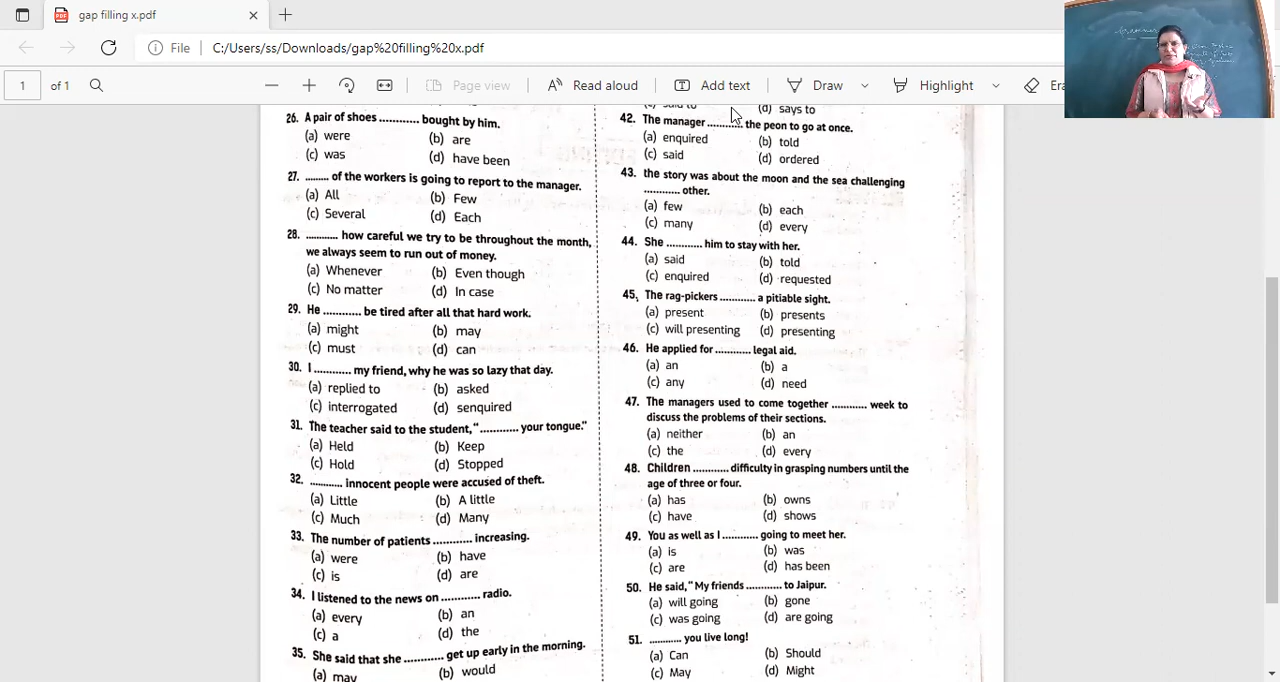 gap filling x.pdf
File
C:/Users/ss/Downloads/gap%20filling%20x.pdf
1 of 1
Page view
Read aloud
Add text
Draw
Highlight
26. A pair of shoes ............ bought by him.
(a) were (b) are
(c) was (d) have been
27. ......... of the workers is going to report to the manager.
(a) All (b) Few
(c) Several (d) Each
28. ............ how careful we try to be throughout the month,
we always seem to run out of money.
(a) Whenever (b) Even though
(c) No matter (d) In case
29. He ............ be tired after all that hard work.
(a) might (b) may
(c) must (d) can
30. I ............ my friend, why he was so lazy that day.
(a) replied to (b) asked
(c) interrogated (d) senquired
31. The teacher said to the student, "............ your tongue."
(a) Held (b) Keep
(c) Hold (d) Stopped
32. ............ innocent people were accused of theft.
(a) Little (b) A little
(c) Much (d) Many
33. The number of patients ............ increasing.
(a) were (b) have
(c) is (d) are
34. I listened to the news on ............ radio.
(a) every (b) an
(c) a (d) the
35. She said that she ............ get up early in the morning.
(a) may (b) would
(d) says to
42. The manager ............ the peon to go at once.
(a) enquired (b) told
(c) said (d) ordered
43. the story was about the moon and the sea challenging
............ other.
(a) few (b) each
(c) many (d) every
44. She ............ him to stay with her.
(a) said (b) told
(c) enquired (d) requested
45. The rag-pickers ............ a pitiable sight.
(a) present (b) presents
(c) will presenting (d) presenting
46. He applied for ............ legal aid.
(a) an (b) a
(c) any (d) need
47. The managers used to come together ............ week to
discuss the problems of their sections.
(a) neither (b) an
(c) the (d) every
48. Children ............ difficulty in grasping numbers until the
age of three or four.
(a) has (b) owns
(c) have (d) shows
49. You as well as I ............ going to meet her.
(a) is (b) was
(c) are (d) has been
50. He said, "My friends ............ to Jaipur.
(a) will going (b) gone
(c) was going (d) are going
51. ............ you live long!
(a) Can (b) Should
(c) May (d) Might